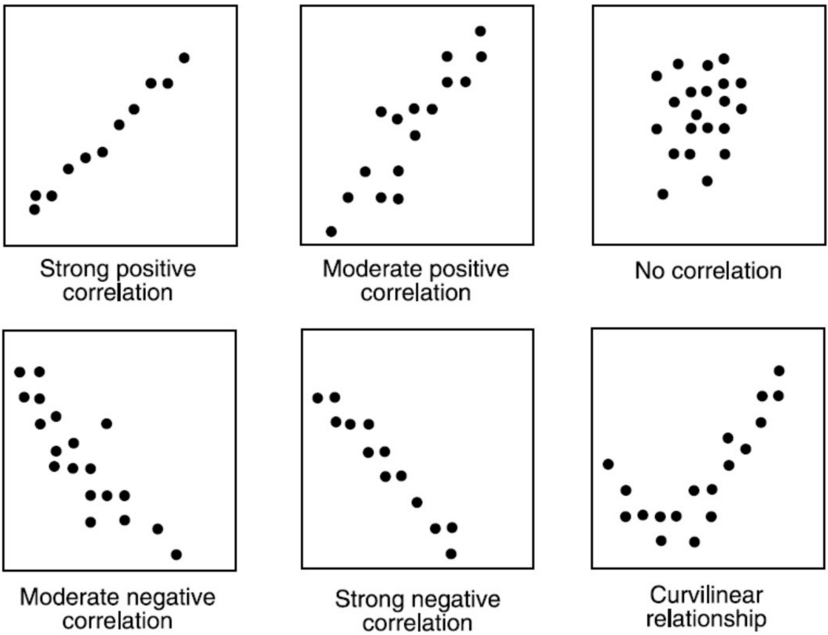 Strong positive
correlation
Moderate positive
correlation
No correlation
Moderate negative
correlation
Strong negative
correlation
Curvilinear
relationship